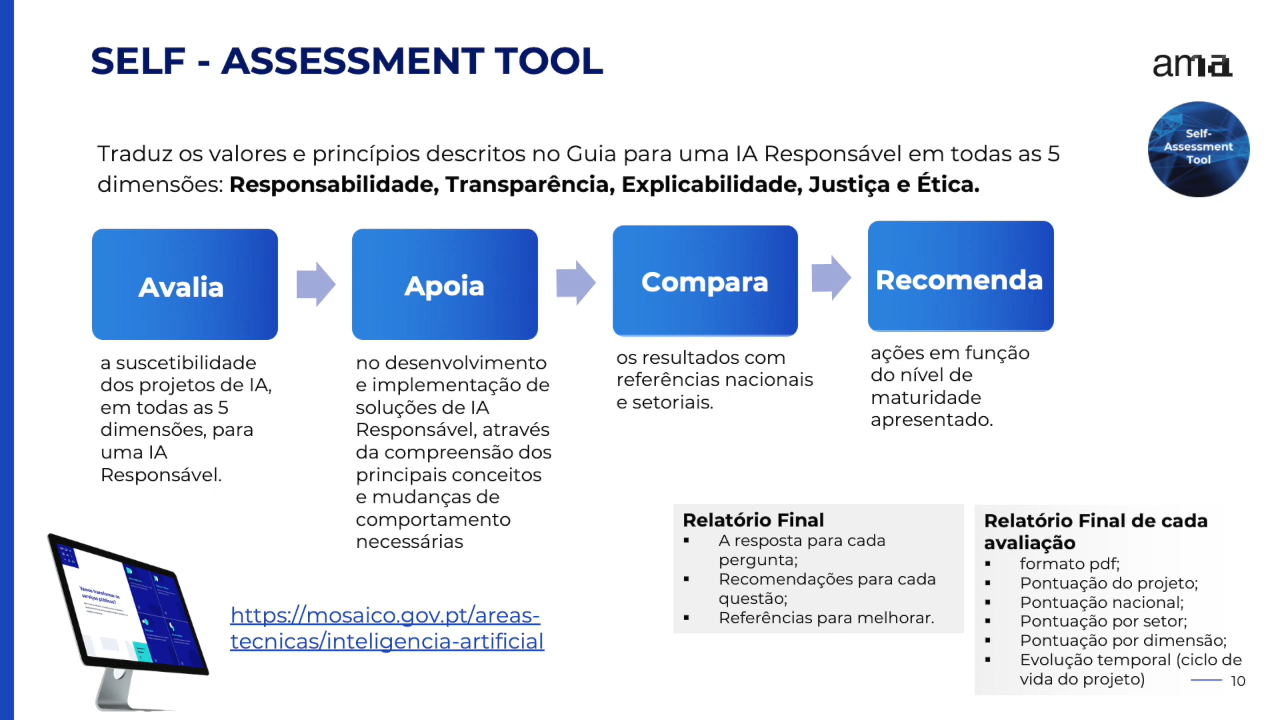 SELF - ASSESSMENT TOOL
ama
Self-
Assessment
Tool
Traduz os valores e princípios descritos no Guia para uma IA Responsável em todas as 5
dimensões: Responsabilidade, Transparência, Explicabilidade, Justiça e Ética.
Avalia
a suscetibilidade
dos projetos de IA,
em todas as 5
dimensões, para
uma IA
Responsável.
Apoia
no desenvolvimento
e implementação de
soluções de IA
Responsável, através
da compreensão dos
principais conceitos
e mudanças de
comportamento
necessárias
Compara
os resultados com
referências nacionais
e setoriais.
Recomenda
ações em função
do nível de
maturidade
apresentado.
Vamos transformar os
serviços públicos?
https://mosaico.gov.pt/areas-
tecnicas/inteligencia-artificial
Relatório Final
▪ A resposta para cada
pergunta;
▪ Recomendações para cada
questão;
▪ Referências para melhorar.
Relatório Final de cada
avaliação
▪ formato pdf;
▪ Pontuação do projeto;
▪ Pontuação nacional;
▪ Pontuação por setor;
▪ Pontuação por dimensão;
▪ Evolução temporal (ciclo de
vida do projeto)
10